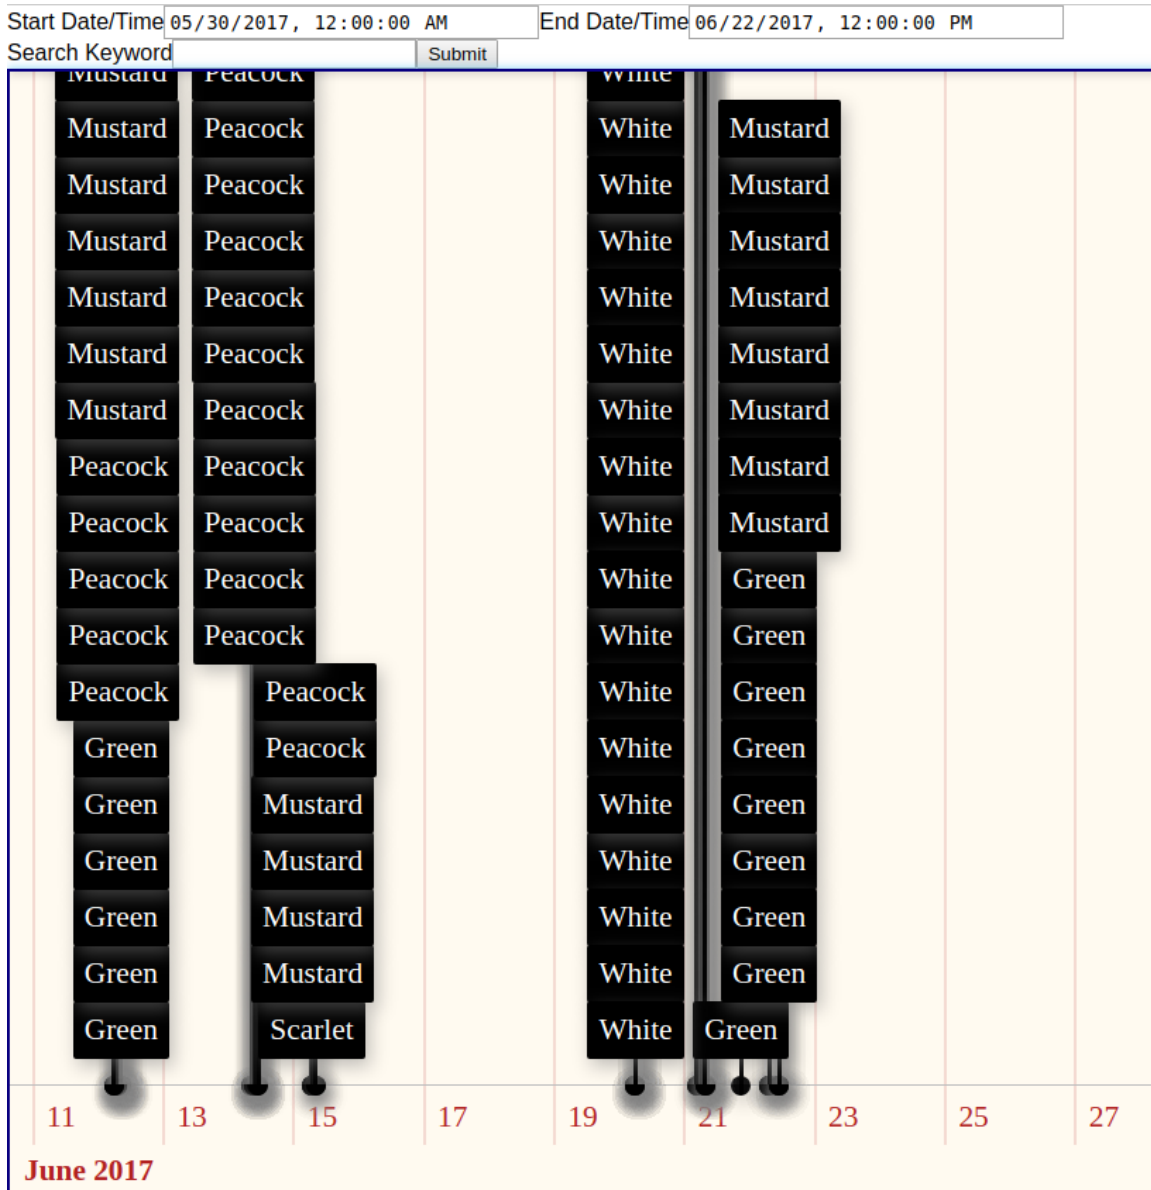 Start Date/Time 05/30/2017, 12:00:00 AM End Date/Time 06/22/2017, 12:00:00 PM
Search Keyword Submit
Mustard Peacock White
Mustard Peacock White Mustard
Mustard Peacock White Mustard
Mustard Peacock White Mustard
Mustard Peacock White Mustard
Mustard Peacock White Mustard
Mustard Peacock White Mustard
Peacock Peacock White Mustard
Peacock Peacock White Mustard
Peacock Peacock White Green
Peacock Peacock White Green
Peacock Peacock White Green
Green Peacock White Green
Green Mustard White Green
Green Mustard White Green
Green Mustard White Green
Green Mustard White Green
Green Scarlet White Green
11 13 15 17 19 21 23 25 27
June 2017